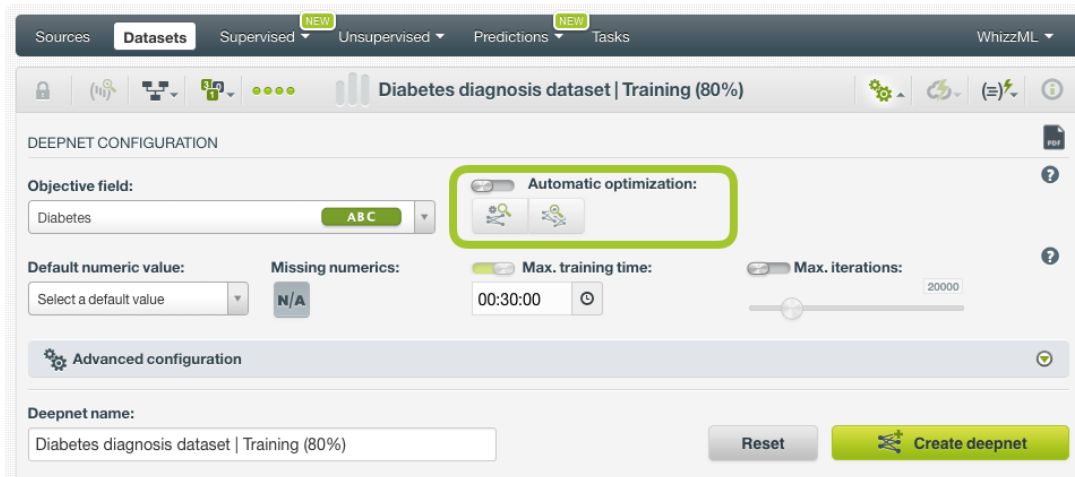 NEW NEW
Sources Datasets Supervised Unsupervised Predictions Tasks WhizzML
Diabetes diagnosis dataset | Training (80%)
DEEPNET CONFIGURATION
PDF
Objective field: Automatic optimization:
Diabetes ABC
Default numeric value: Missing numerics: Max. training time: Max. iterations:
Select a default value N/A 00:30:00 20000
Advanced configuration
Deepnet name:
Diabetes diagnosis dataset | Training (80%) Reset Create deepnet